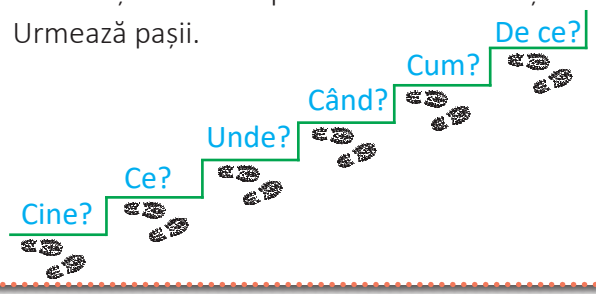 Urmează pașii.
De ce?
Cum?
Când?
Unde?
Ce?
Cine?